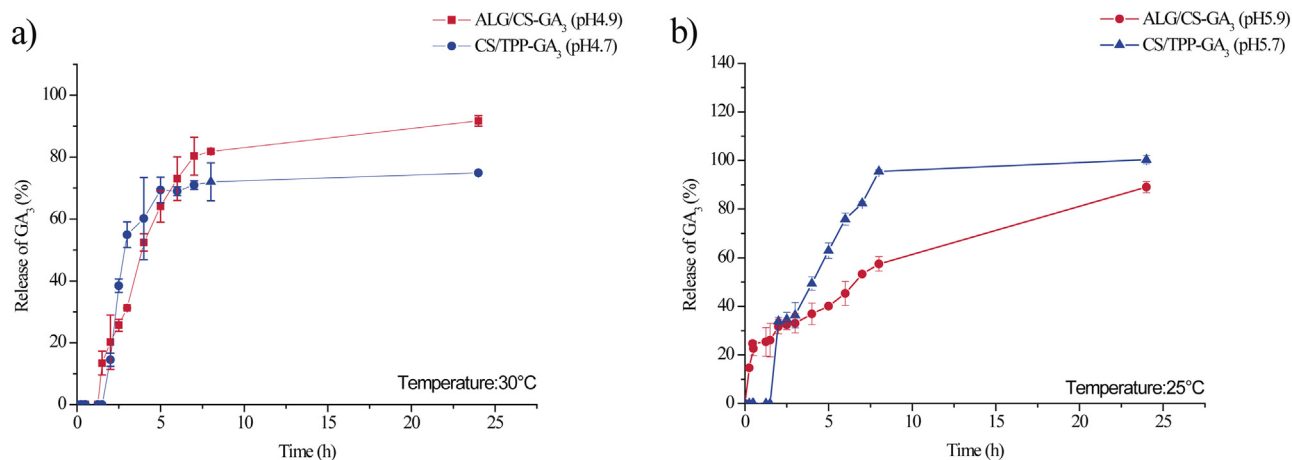 a)
ALG/CS-GA₃ (pH4.9)
CS/TPP-GA₃ (pH4.7)
Release of GA₃ (%)
100
80
60
40
20
0
Temperature:30°C
0 5 10 15 20 25
Time (h)
b)
ALG/CS-GA₃ (pH5.9)
CS/TPP-GA₃ (pH5.7)
Release of GA₃ (%)
140
120
100
80
60
40
20
0
Temperature:25°C
0 5 10 15 20 25
Time (h)